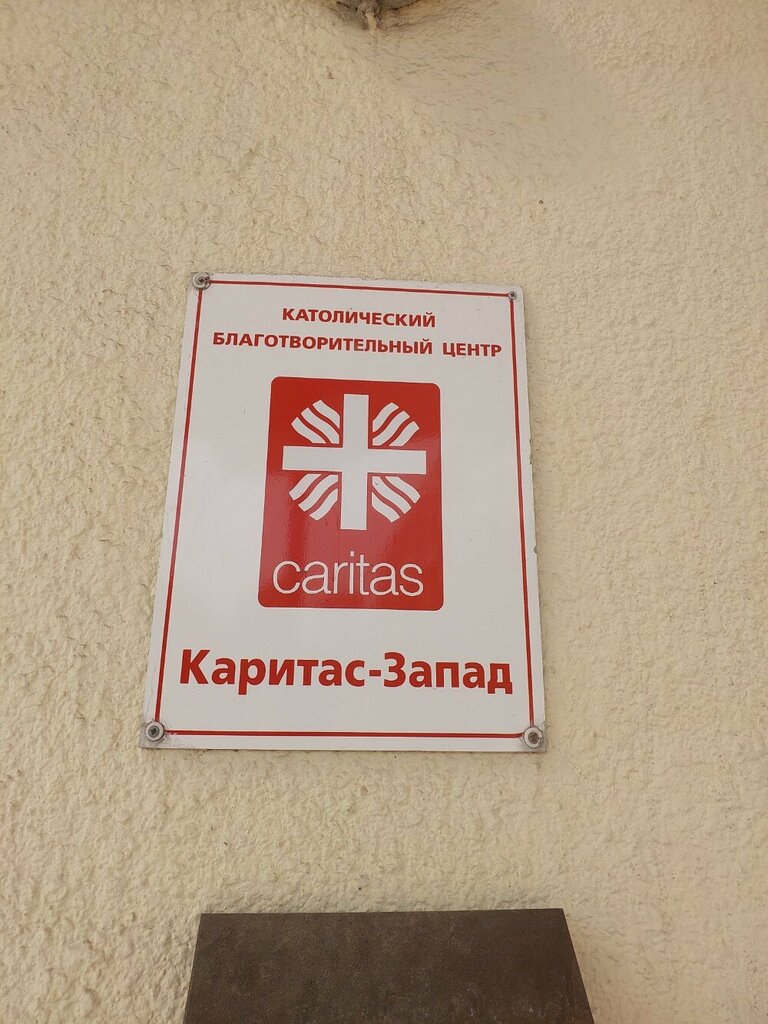 КАТОЛИЧЕСКИЙ
БЛАГОТВОРИТЕЛЬНЫЙ ЦЕНТР
caritas
Каритас-Запад